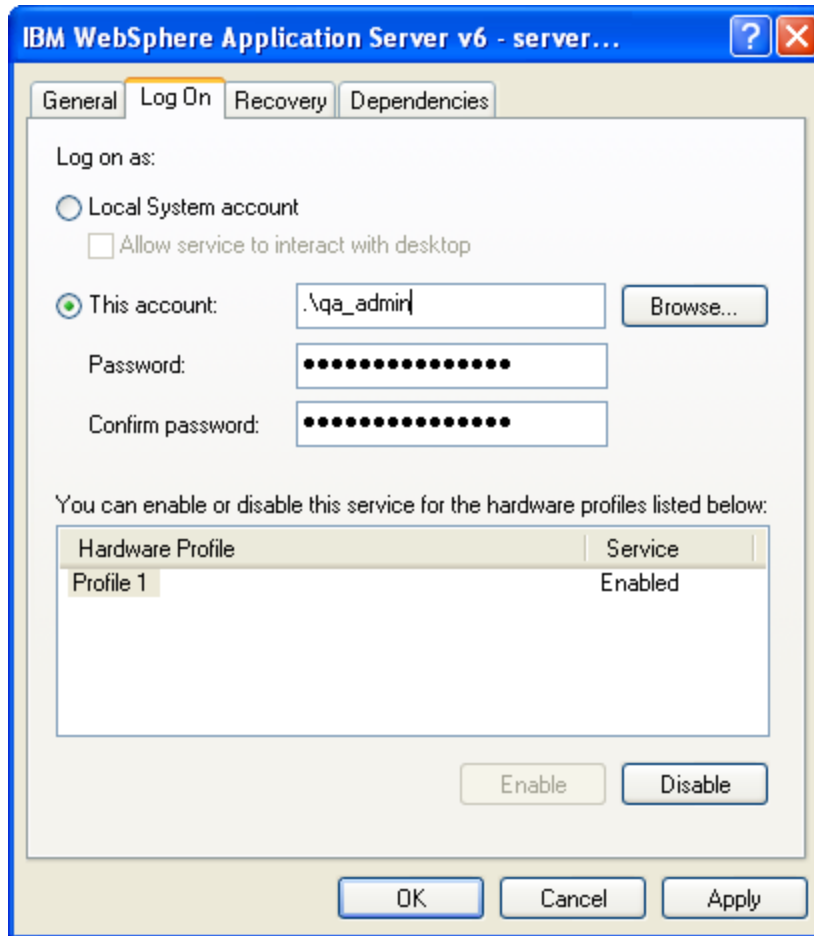 IBM WebSphere Application Server v6 - server...
General Log On Recovery Dependencies
Log on as:
Local System account
Allow service to interact with desktop
This account: .\qa_admin Browse...
Password: ●●●●●●●●●●●●●●●
Confirm password: ●●●●●●●●●●●●●●●
You can enable or disable this service for the hardware profiles listed below:
Hardware Profile Service
Profile 1 Enabled
Enable Disable
OK Cancel Apply